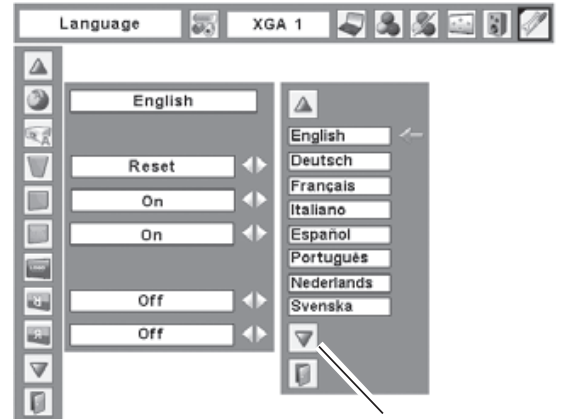 Language XGA 1
English
Reset
On
On
Off
Off
English
Deutsch
Français
Italiano
Español
Português
Nederlands
Svenska